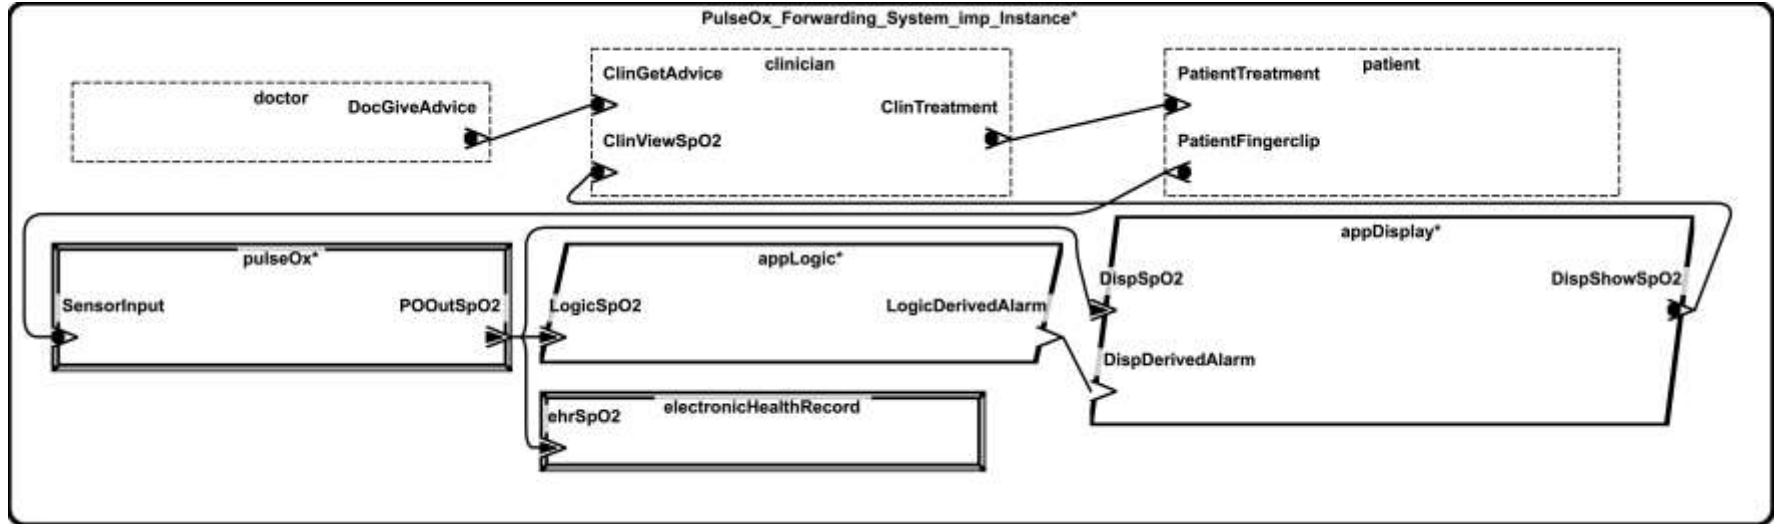 PulseOx_Forwarding_System_imp_Instance*
doctor
DocGiveAdvice
ClinGetAdvice
clinician
ClinTreatment
ClinViewSpO2
PatientTreatment
patient
PatientFingerclip
pulseOx*
SensorInput
POOutSpO2
appLogic*
LogicSpO2
LogicDerivedAlarm
appDisplay*
DispSpO2
DispShowSpO2
DispDerivedAlarm
electronicHealthRecord
ehrSpO2